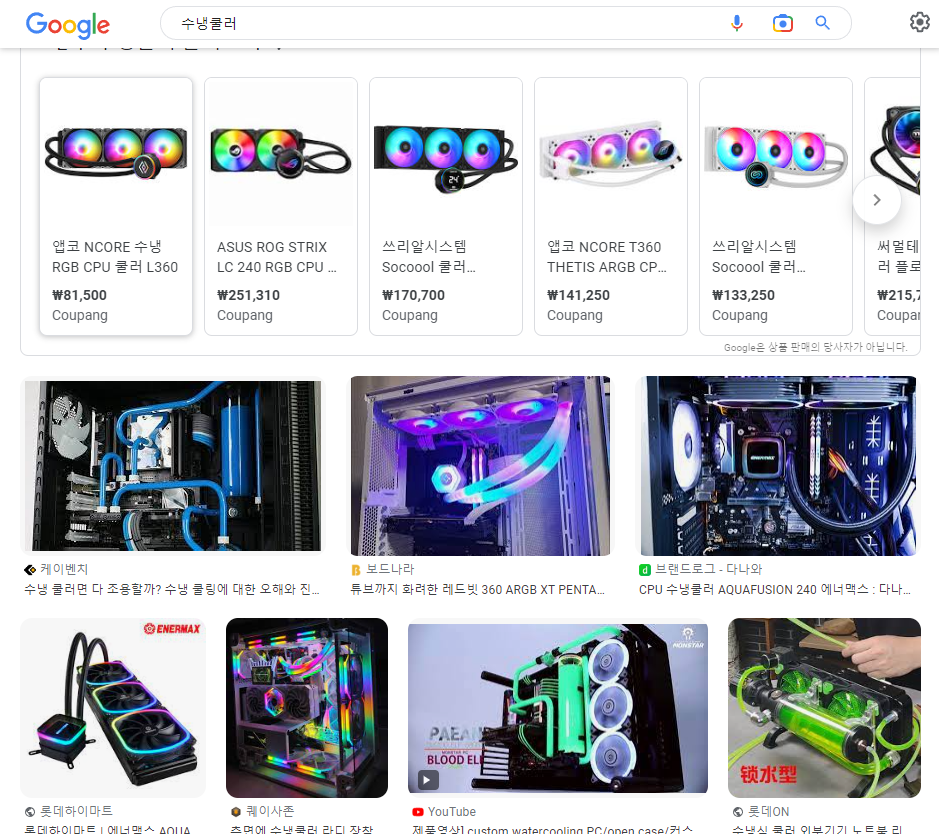 Google
수냉쿨러
앱코 NCORE 수냉
RGB CPU 쿨러 L360
₩81,500
Coupang
ASUS ROG STRIX
LC 240 RGB CPU ...
₩251,310
Coupang
쓰리알시스템
Socoool 쿨러...
₩170,700
Coupang
앱코 NCORE T360
THETIS ARGB CP...
₩141,250
Coupang
쓰리알시스템
Socoool 쿨러...
₩133,250
Coupang
써멀테
러 플로
₩215,7
Coupan
Google은 상품 판매의 당사자가 아닙니다.
케이벤치
수냉 쿨러면 다 조용할까? 수냉 쿨링에 대한 오해와 진...
보드나라
튜브까지 화려한 레드빗 360 ARGB XT PENTA...
브랜드로그 - 다나와
CPU 수냉쿨러 AQUAFUSION 240 에너맥스 : 다나...
ENERMAX
롯데하이마트
롯데하이마트 | 에너맥스 AQUA
퀘이사존
측면에 수냉쿨러 라디 장착
MONSTAR
PAEAN
BLOOD ELF
YouTube
제품영상] custom watercooling PC/open case/커스
锁水型
롯데ON
수냉식 쿨러 외부기기 노트북 리